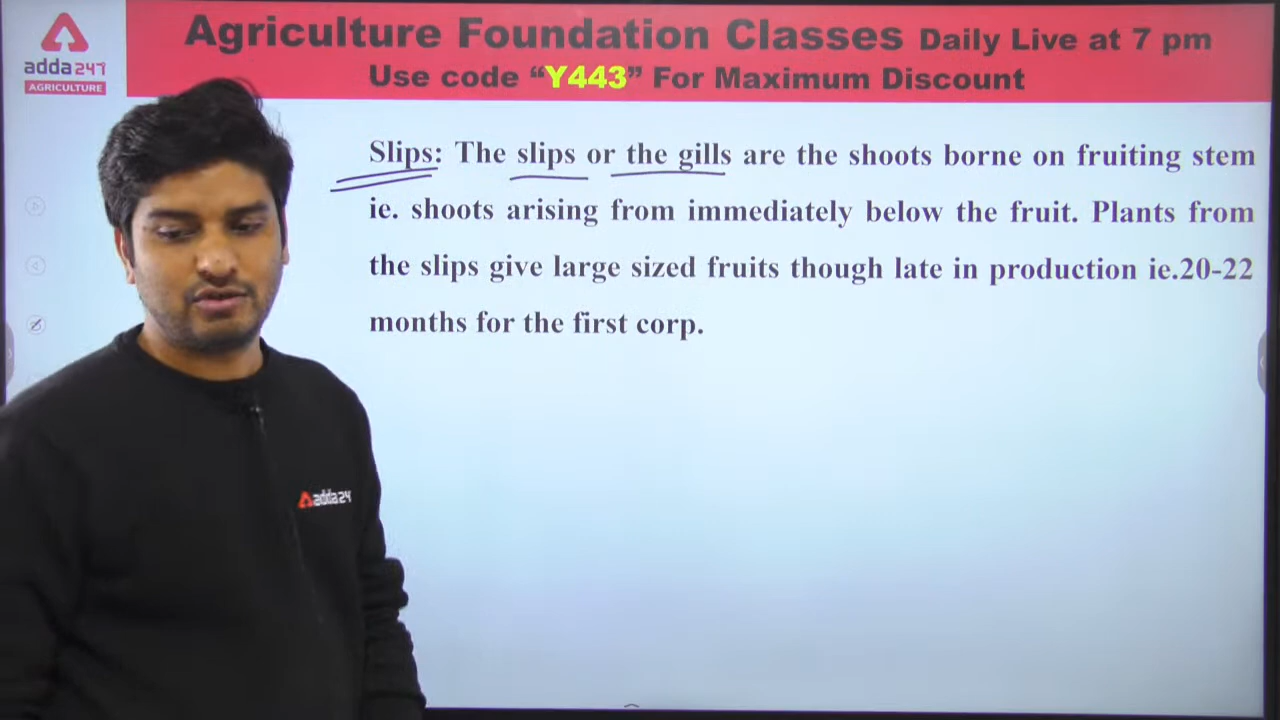 Agriculture Foundation Classes Daily Live at 7 pm
Use code “Y443” For Maximum Discount
adda247
AGRICULTURE
Slips: The slips or the gills are the shoots borne on fruiting stem
ie. shoots arising from immediately below the fruit. Plants from
the slips give large sized fruits though late in production ie.20-22
months for the first corp.
adda24